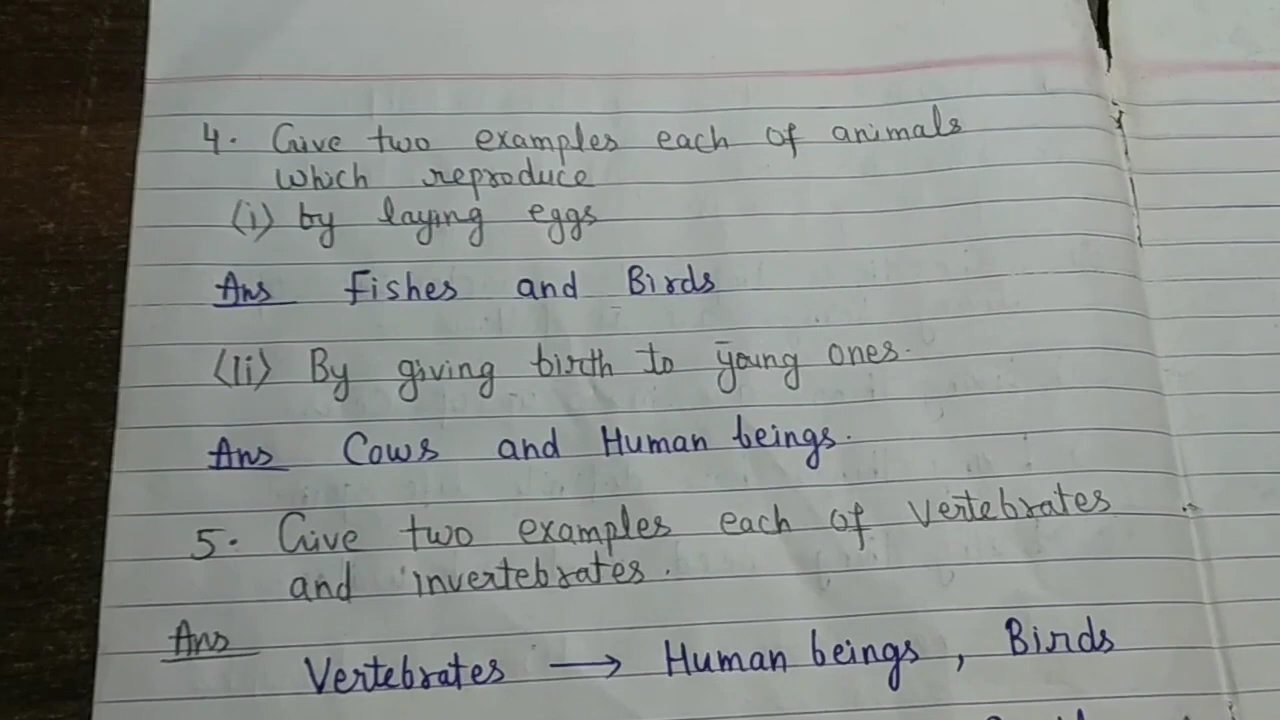 4. Give two examples each of animals
which reproduce
(i) by laying eggs
Ans Fishes and Birds
(ii) By giving birth to young ones.
Ans Cows and Human beings.
5. Give two examples each of vertebrates
and invertebrates.
Ans
Vertebrates → Human beings, Birds